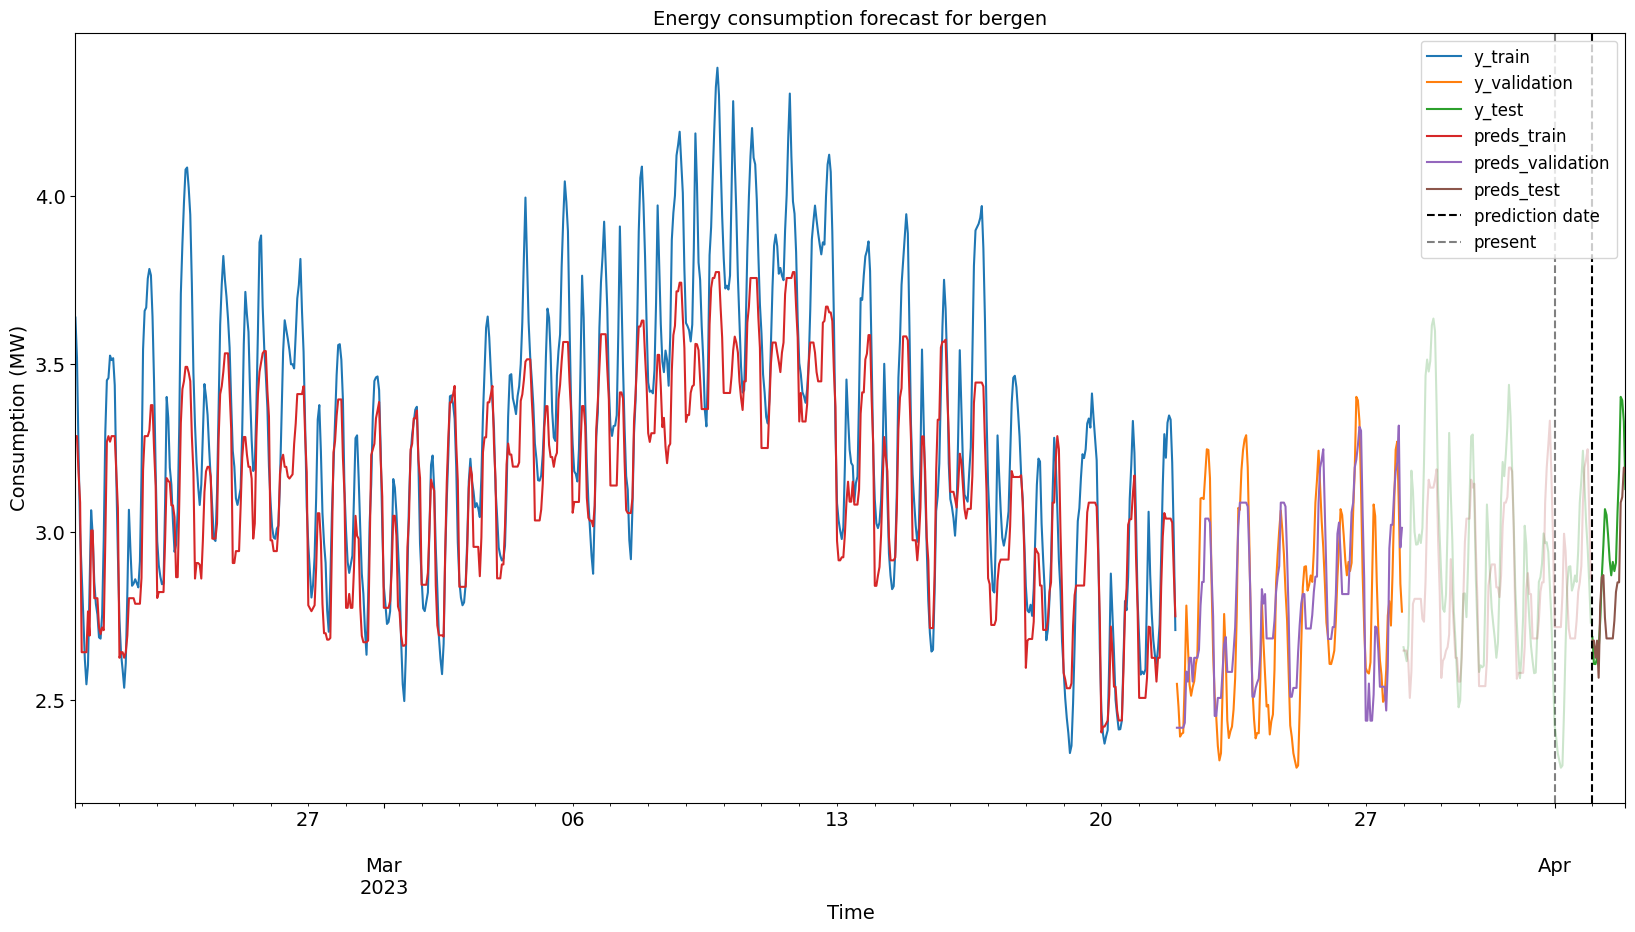 Energy consumption forecast for bergen
y_train
y_validation
y_test
preds_train
preds_validation
preds_test
prediction date
present
Consumption (MW)
4.0
3.5
3.0
2.5
27
06
13
20
27
Mar
2023
Apr
Time